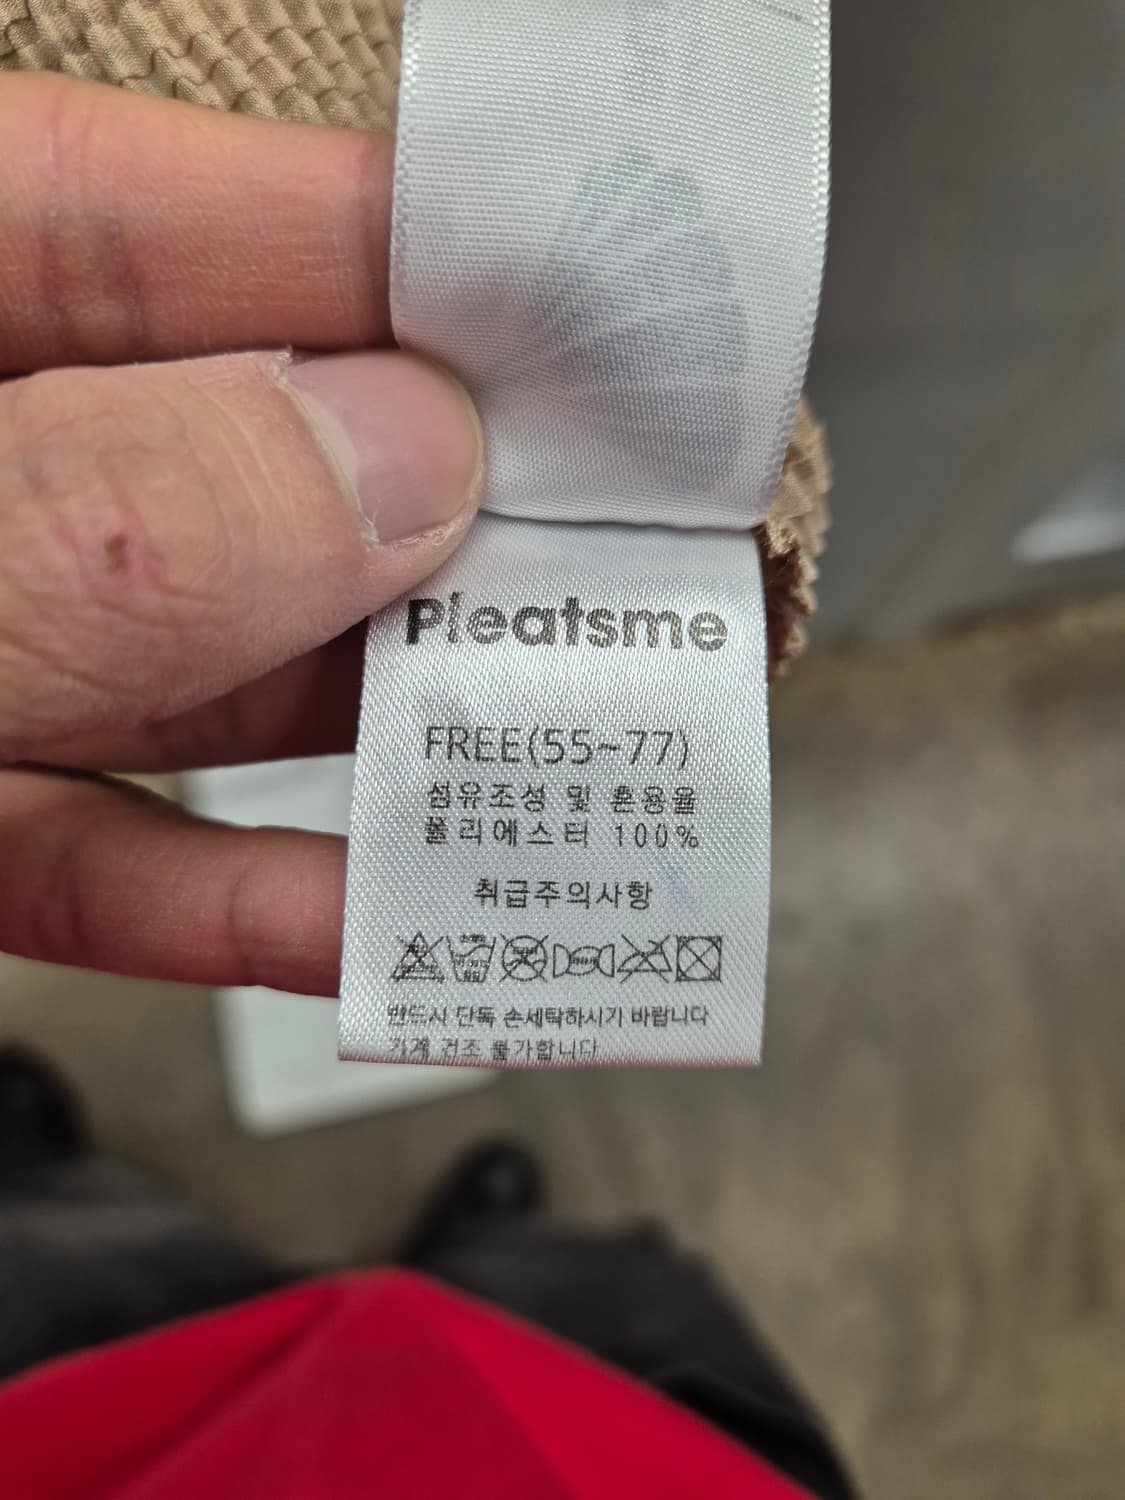 Pleatsme
FREE(55~77)
섬유조성 및 혼용율
폴리에스터 100%
취급주의사항
반드시 단독 손세탁하시기 바랍니다
기계 건조 불가합니다